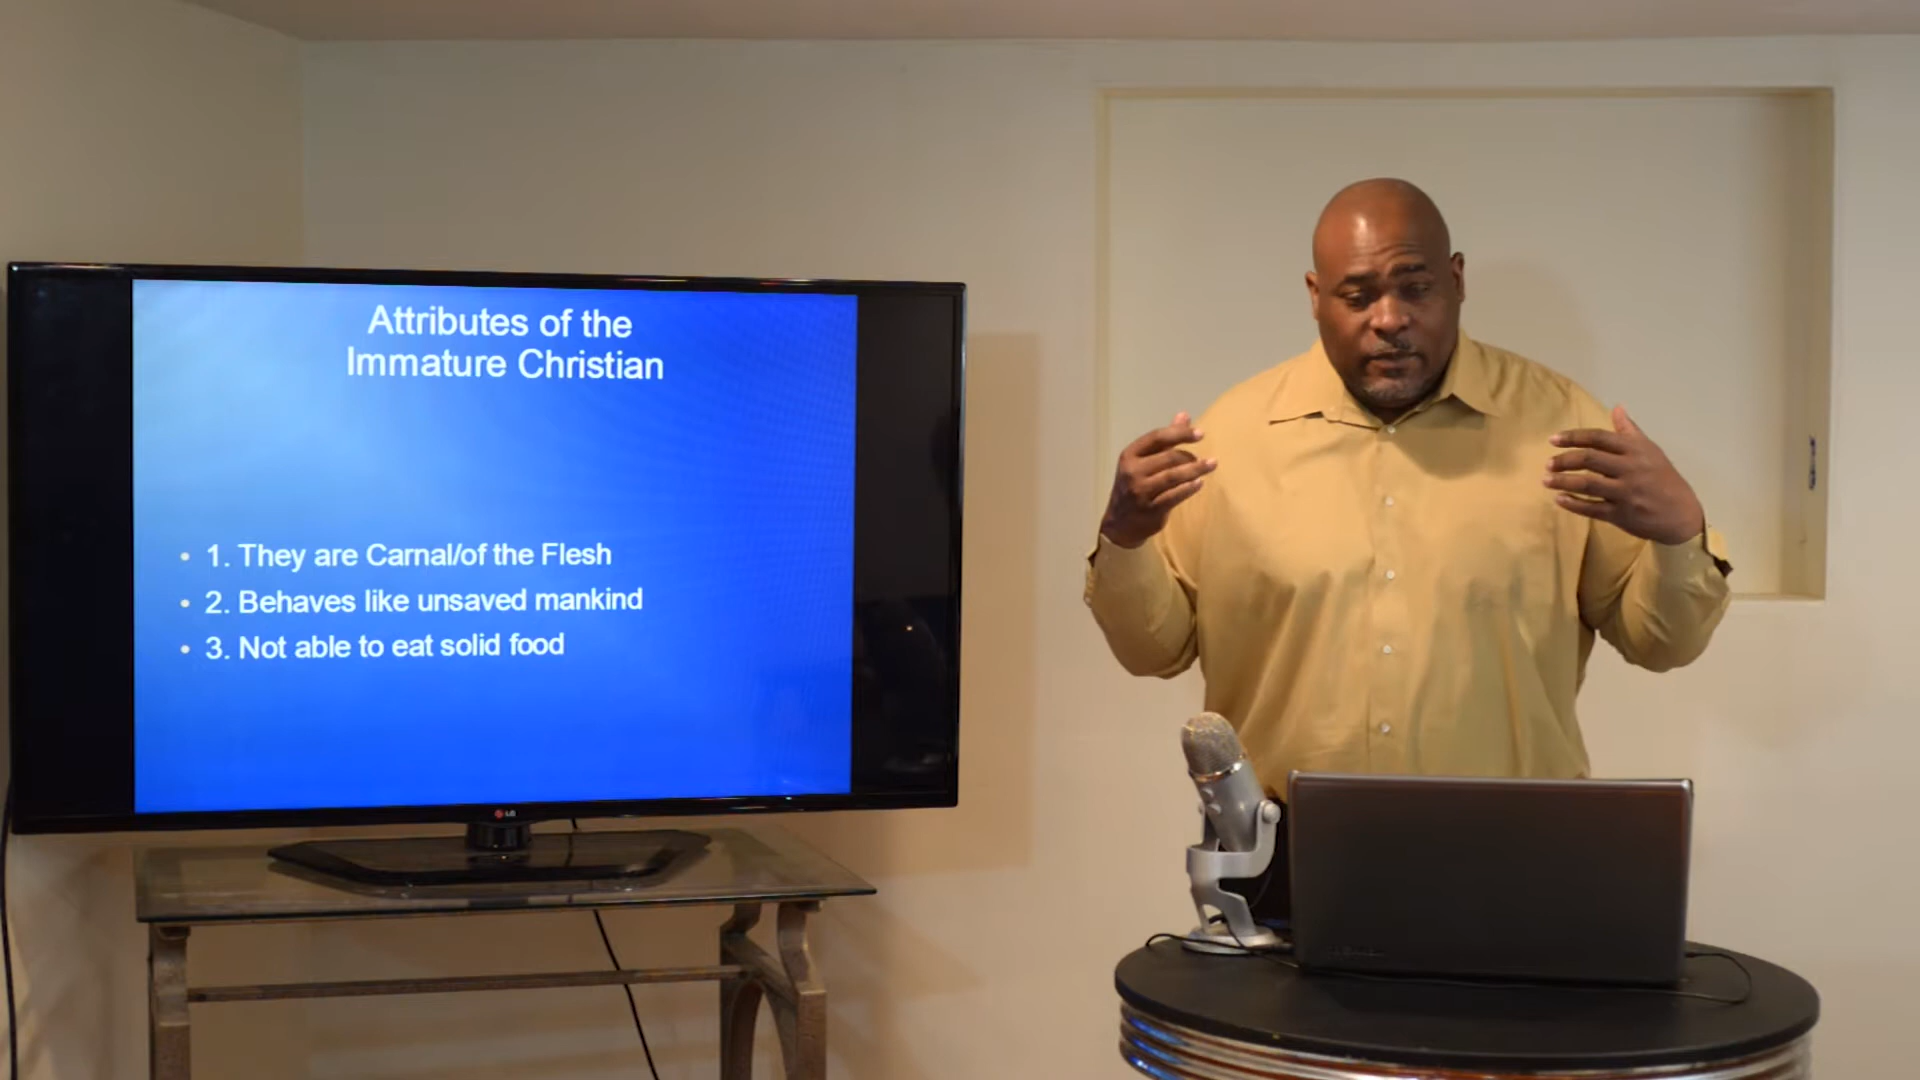 Attributes of the
Immature Christian
• 1. They are Carnal/of the Flesh
• 2. Behaves like unsaved mankind
• 3. Not able to eat solid food
LG